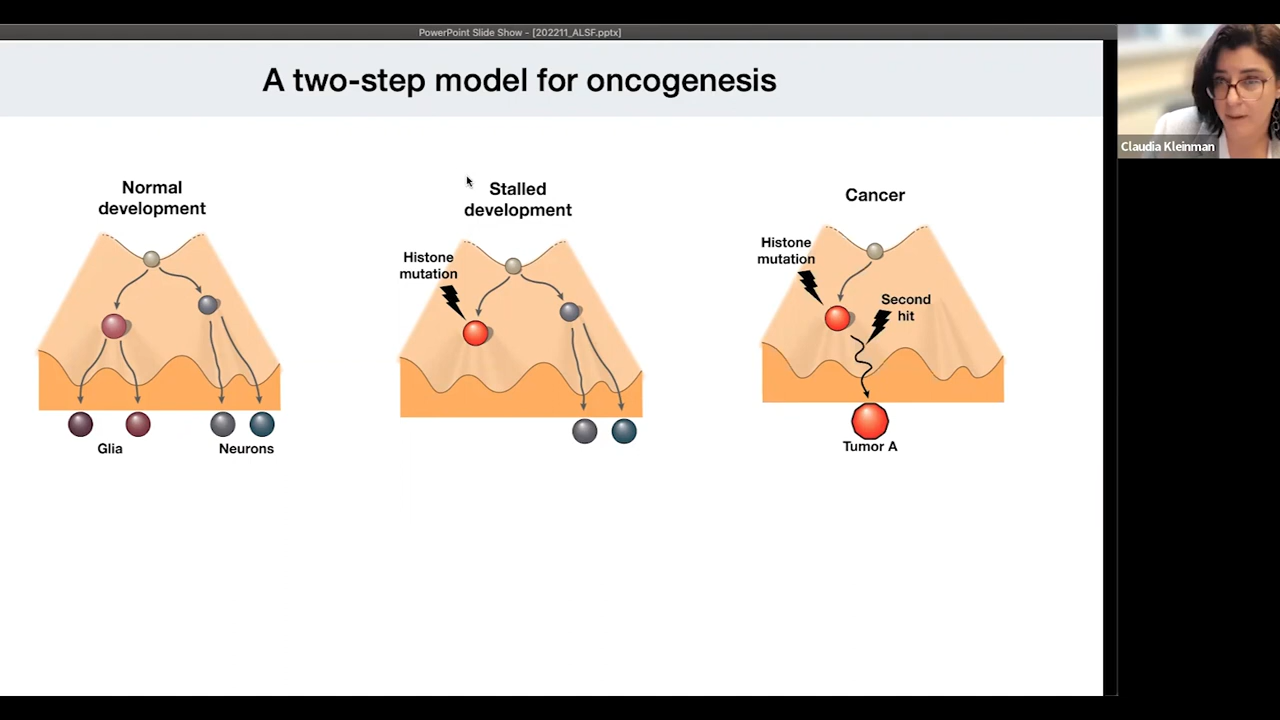 PowerPoint Slide Show - [202211_ALSF.pptx]
A two-step model for oncogenesis
Claudia Kleinman
Normal
development
Glia
Neurons
Stalled
development
Histone
mutation
Cancer
Histone
mutation
Second
hit
Tumor A